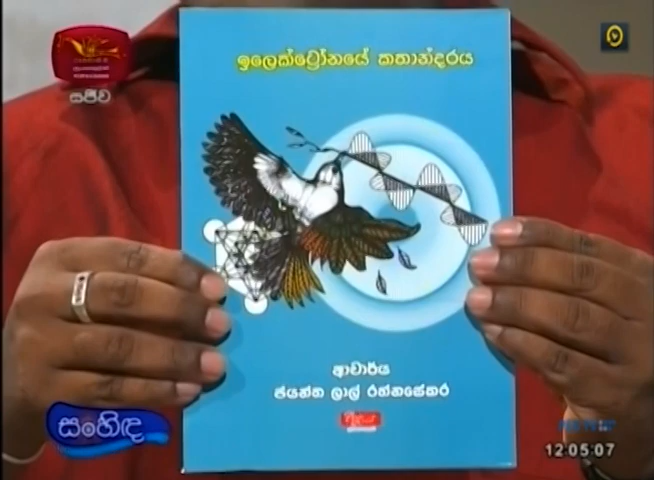 සජීව
ඉලෙක්ට්‍රෝනයේ කතාන්දරය
ආචාර්ය
ජයන්ත ලාල් රත්නසේකර
සංහිඳ
12:05:07